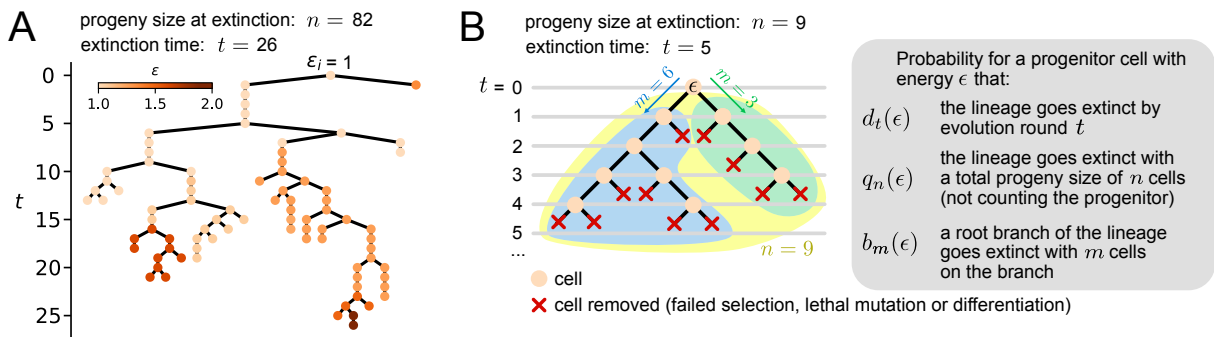 A
progeny size at extinction: n = 82
extinction time: t = 26
ε_i = 1
ε
1.0 1.5 2.0
t
0
5
10
15
20
25
B
progeny size at extinction: n = 9
extinction time: t = 5
t = 0
1
2
3
4
5
...
ϵ
m = 6
m = 3
n = 9
cell
cell removed (failed selection, lethal mutation or differentiation)
Probability for a progenitor cell with
energy ϵ that:
d_t(ϵ) the lineage goes extinct by
evolution round t
q_n(ϵ) the lineage goes extinct with
a total progeny size of n cells
(not counting the progenitor)
b_m(ϵ) a root branch of the lineage
goes extinct with m cells
on the branch